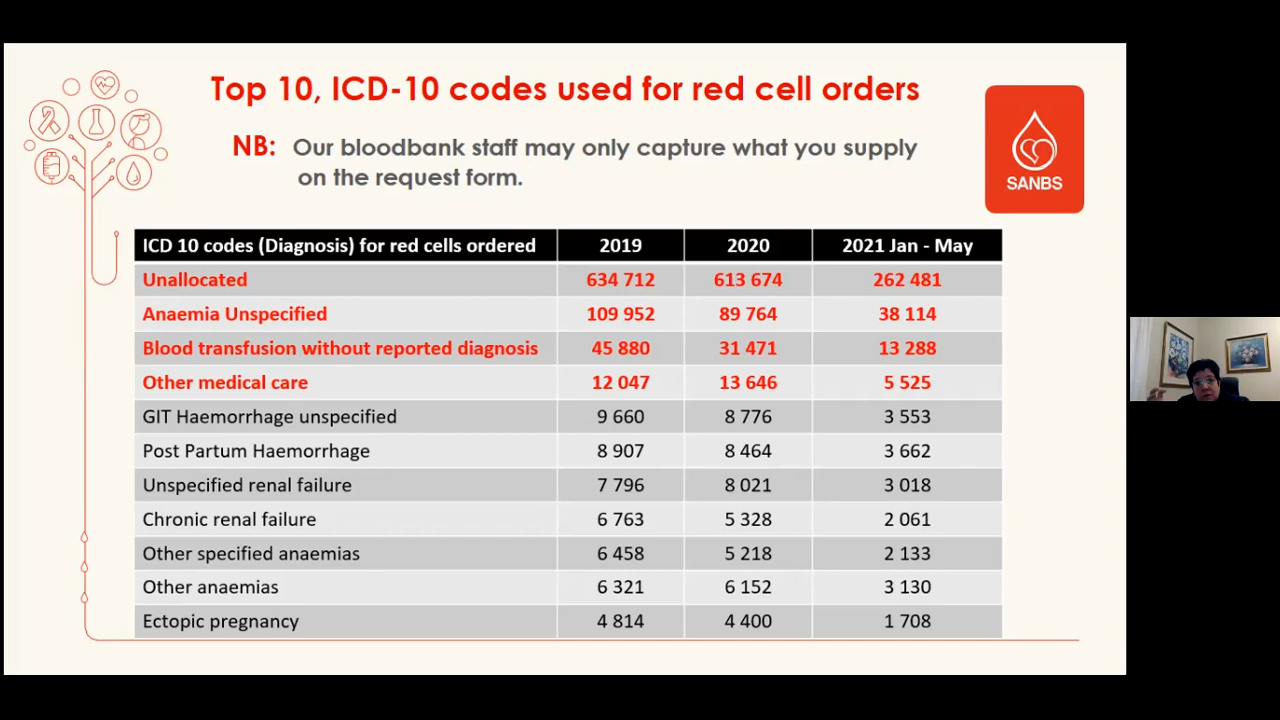 Top 10, ICD-10 codes used for red cell orders
NB: Our bloodbank staff may only capture what you supply
on the request form.
SANBS
ICD 10 codes (Diagnosis) for red cells ordered 2019 2020 2021 Jan - May
Unallocated 634 712 613 674 262 481
Anaemia Unspecified 109 952 89 764 38 114
Blood transfusion without reported diagnosis 45 880 31 471 13 288
Other medical care 12 047 13 646 5 525
GIT Haemorrhage unspecified 9 660 8 776 3 553
Post Partum Haemorrhage 8 907 8 464 3 662
Unspecified renal failure 7 796 8 021 3 018
Chronic renal failure 6 763 5 328 2 061
Other specified anaemias 6 458 5 218 2 133
Other anaemias 6 321 6 152 3 130
Ectopic pregnancy 4 814 4 400 1 708